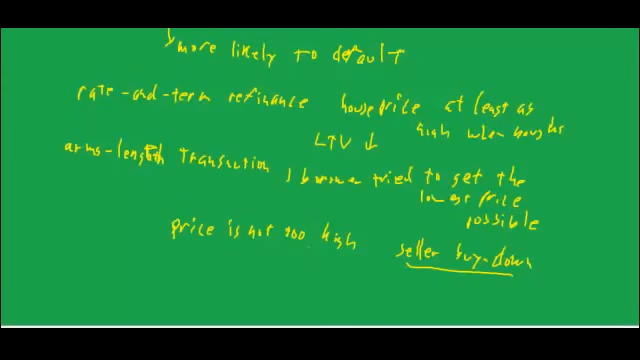 more likely to default
rate-and-term refinance house price at least as
high when bought
LTV ↓
arms-length transaction borrower tried to get the
lowest price
possible
price is not too high seller buy-down